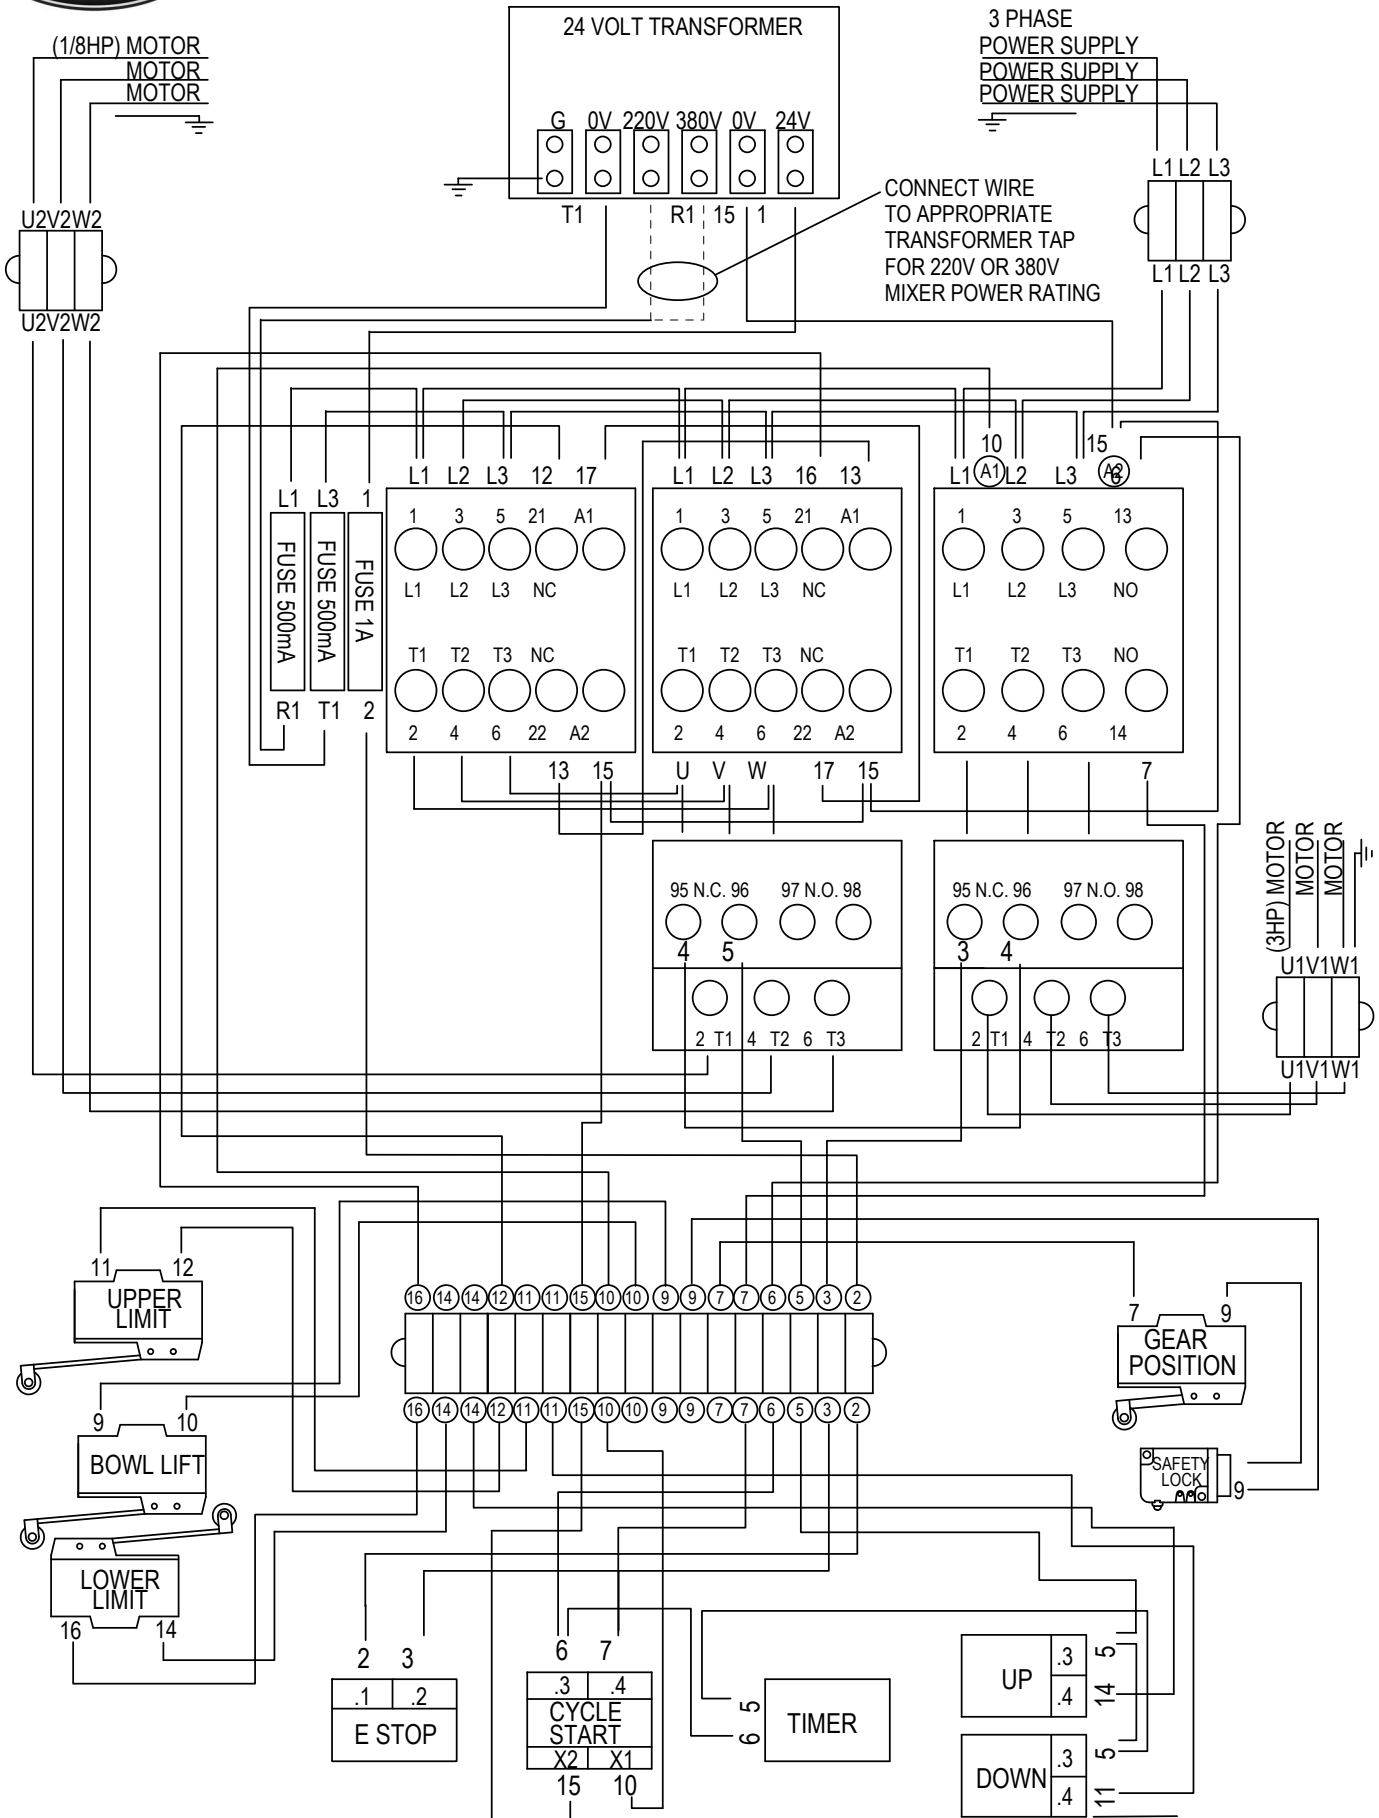 24 VOLT TRANSFORMER
3 PHASE
(1/8HP) MOTOR
POWER SUPPLY
MOTOR
POWER SUPPLY
MOTOR
POWER SUPPLY
G 0V 220V 380V 0V 24V
L1 L2 L3
CONNECT WIRE
TO APPROPRIATE
TRANSFORMER TAP
FOR 220V OR 380V
MIXER POWER RATING
T1 R1 15 1
U2V2W2
L1 L2 L3
U2V2W2
10 15
A1 A2
L1 L2 L3 12 17
L1 L2 L3 16 13
L1 L2 L3 6
L1 L3 1
1 3 5 21 A1
1 3 5 21 A1
1 3 5 13
FUSE 500mA
FUSE 500mA
FUSE 1A
L1 L2 L3 NC
L1 L2 L3 NC
L1 L2 L3 NO
T1 T2 T3 NC
T1 T2 T3 NC
T1 T2 T3 NO
R1 T1 2
2 4 6 22 A2
2 4 6 22 A2
2 4 6 14
13 15
U V W 17 15
7
(3HP) MOTOR
MOTOR
MOTOR
95 N.C. 96 97 N.O. 98
95 N.C. 96 97 N.O. 98
4 5
3 4
U1V1W1
2 T1 4 T2 6 T3
2 T1 4 T2 6 T3
U1V1W1
11 12
UPPER
LIMIT
16 14 14 12 11 11 15 10 10 9 9 7 7 6 5 3 2
7 9
GEAR
POSITION
9 10
BOWL LIFT
16 14 14 12 11 11 15 10 10 9 9 7 7 6 5 3 2
SAFETY
LOCK
9
LOWER
LIMIT
16 14
2 3
.1 .2
E STOP
6 7
.3 .4
CYCLE
START
X2 X1
15 10
5
6
TIMER
UP
.3 5
.4 14
DOWN
.3 5
.4 11